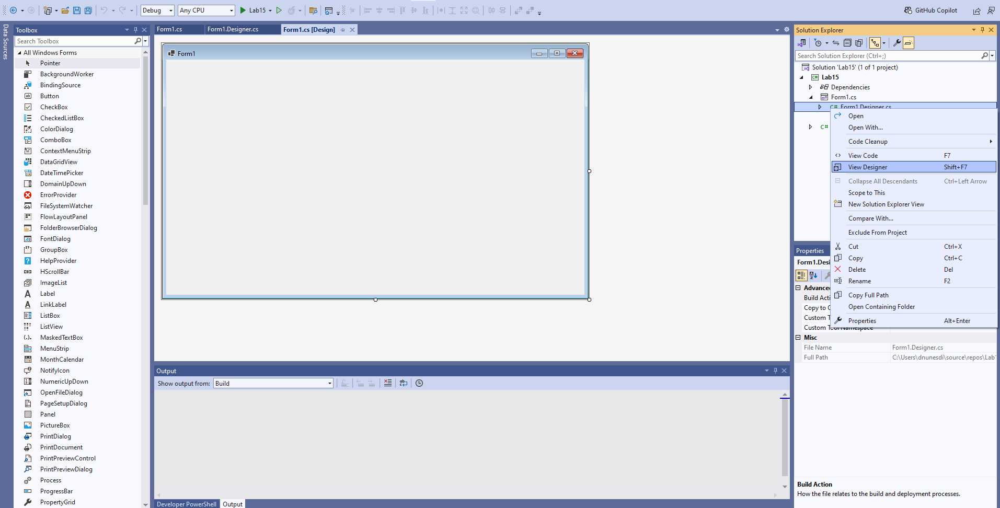 Debug
Any CPU
Lab15
GitHub Copilot
Data Sources
Toolbox
Search Toolbox
All Windows Forms
Pointer
BackgroundWorker
BindingSource
Button
CheckBox
CheckedListBox
ColorDialog
ComboBox
ContextMenuStrip
DataGridView
DateTimePicker
DomainUpDown
ErrorProvider
FileSystemWatcher
FlowLayoutPanel
FolderBrowserDialog
FontDialog
GroupBox
HelpProvider
HScrollBar
ImageList
Label
LinkLabel
ListBox
ListView
MaskedTextBox
MenuStrip
MonthCalendar
NotifyIcon
NumericUpDown
OpenFileDialog
PageSetupDialog
Panel
PictureBox
PrintDialog
PrintDocument
PrintPreviewControl
PrintPreviewDialog
Process
ProgressBar
PropertyGrid
Form1.cs
Form1.Designer.cs
Form1.cs [Design]
Form1
Output
Show output from: Build
Developer PowerShell
Output
Solution Explorer
Search Solution Explorer (Ctrl+;)
Solution 'Lab15' (1 of 1 project)
C# Lab15
Dependencies
Form1.cs
C# Form1.Designer.cs
C#
Open
Open With...
Code Cleanup
View Code F7
View Designer Shift+F7
Collapse All Descendants Ctrl+Left Arrow
Scope to This
New Solution Explorer View
Compare With...
Exclude From Project
Cut Ctrl+X
Copy Ctrl+C
Delete Del
Rename F2
Copy Full Path
Open Containing Folder
Properties Alt+Enter
Properties
Form1.Desi
Advanced
Build Acti
Copy to O
Custom T
Custom Tool Namespace
Misc
File Name Form1.Designer.cs
Full Path C:\Users\dnunesdi\source\repos\Lab1
Build Action
How the file relates to the build and deployment processes.